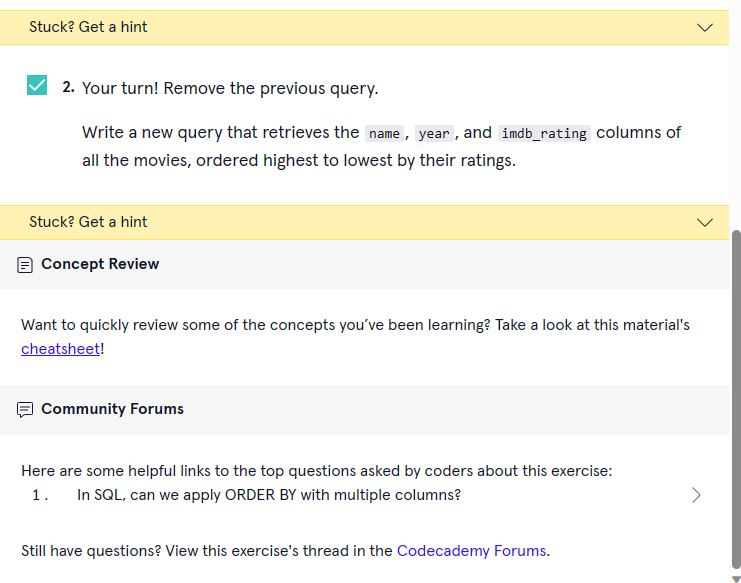 Stuck? Get a hint
2. Your turn! Remove the previous query.
Write a new query that retrieves the name, year, and imdb_rating columns of
all the movies, ordered highest to lowest by their ratings.
Stuck? Get a hint
Concept Review
Want to quickly review some of the concepts you’ve been learning? Take a look at this material's
cheatsheet!
Community Forums
Here are some helpful links to the top questions asked by coders about this exercise:
1. In SQL, can we apply ORDER BY with multiple columns?
Still have questions? View this exercise's thread in the Codecademy Forums.